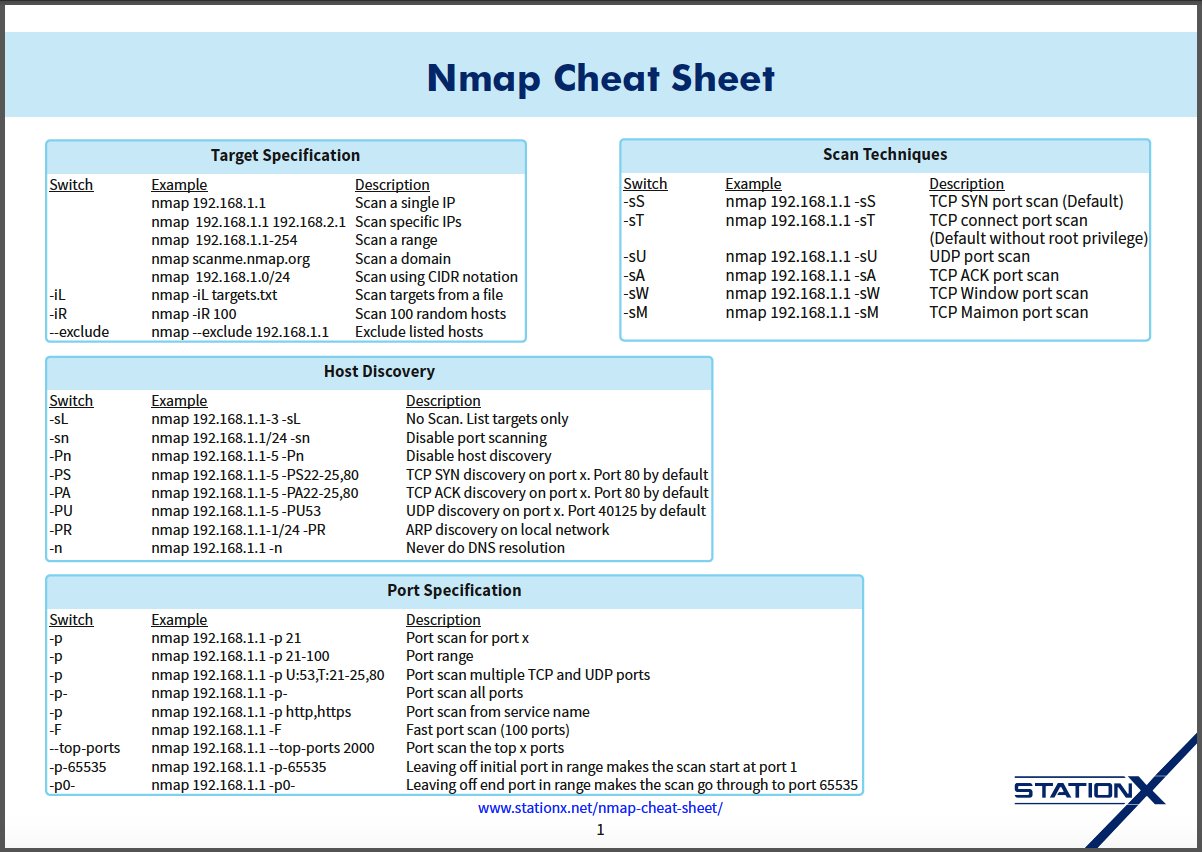 Nmap Cheat Sheet
Target Specification
Switch Example Description
nmap 192.168.1.1 Scan a single IP
nmap 192.168.1.1 192.168.2.1 Scan specific IPs
nmap 192.168.1.1-254 Scan a range
nmap scanme.nmap.org Scan a domain
nmap 192.168.1.0/24 Scan using CIDR notation
-iL nmap -iL targets.txt Scan targets from a file
-iR nmap -iR 100 Scan 100 random hosts
--exclude nmap --exclude 192.168.1.1 Exclude listed hosts
Scan Techniques
Switch Example Description
-sS nmap 192.168.1.1 -sS TCP SYN port scan (Default)
-sT nmap 192.168.1.1 -sT TCP connect port scan
(Default without root privilege)
-sU nmap 192.168.1.1 -sU UDP port scan
-sA nmap 192.168.1.1 -sA TCP ACK port scan
-sW nmap 192.168.1.1 -sW TCP Window port scan
-sM nmap 192.168.1.1 -sM TCP Maimon port scan
Host Discovery
Switch Example Description
-sL nmap 192.168.1.1-3 -sL No Scan. List targets only
-sn nmap 192.168.1.1/24 -sn Disable port scanning
-Pn nmap 192.168.1.1-5 -Pn Disable host discovery
-PS nmap 192.168.1.1-5 -PS22-25,80 TCP SYN discovery on port x. Port 80 by default
-PA nmap 192.168.1.1-5 -PA22-25,80 TCP ACK discovery on port x. Port 80 by default
-PU nmap 192.168.1.1-5 -PU53 UDP discovery on port x. Port 40125 by default
-PR nmap 192.168.1.1-1/24 -PR ARP discovery on local network
-n nmap 192.168.1.1 -n Never do DNS resolution
Port Specification
Switch Example Description
-p nmap 192.168.1.1 -p 21 Port scan for port x
-p nmap 192.168.1.1 -p 21-100 Port range
-p nmap 192.168.1.1 -p U:53,T:21-25,80 Port scan multiple TCP and UDP ports
-p- nmap 192.168.1.1 -p- Port scan all ports
-p nmap 192.168.1.1 -p http,https Port scan from service name
-F nmap 192.168.1.1 -F Fast port scan (100 ports)
--top-ports nmap 192.168.1.1 --top-ports 2000 Port scan the top x ports
-p-65535 nmap 192.168.1.1 -p-65535 Leaving off initial port in range makes the scan start at port 1
-p0- nmap 192.168.1.1 -p0- Leaving off end port in range makes the scan go through to port 65535
STATIONX
www.stationx.net/nmap-cheat-sheet/
1